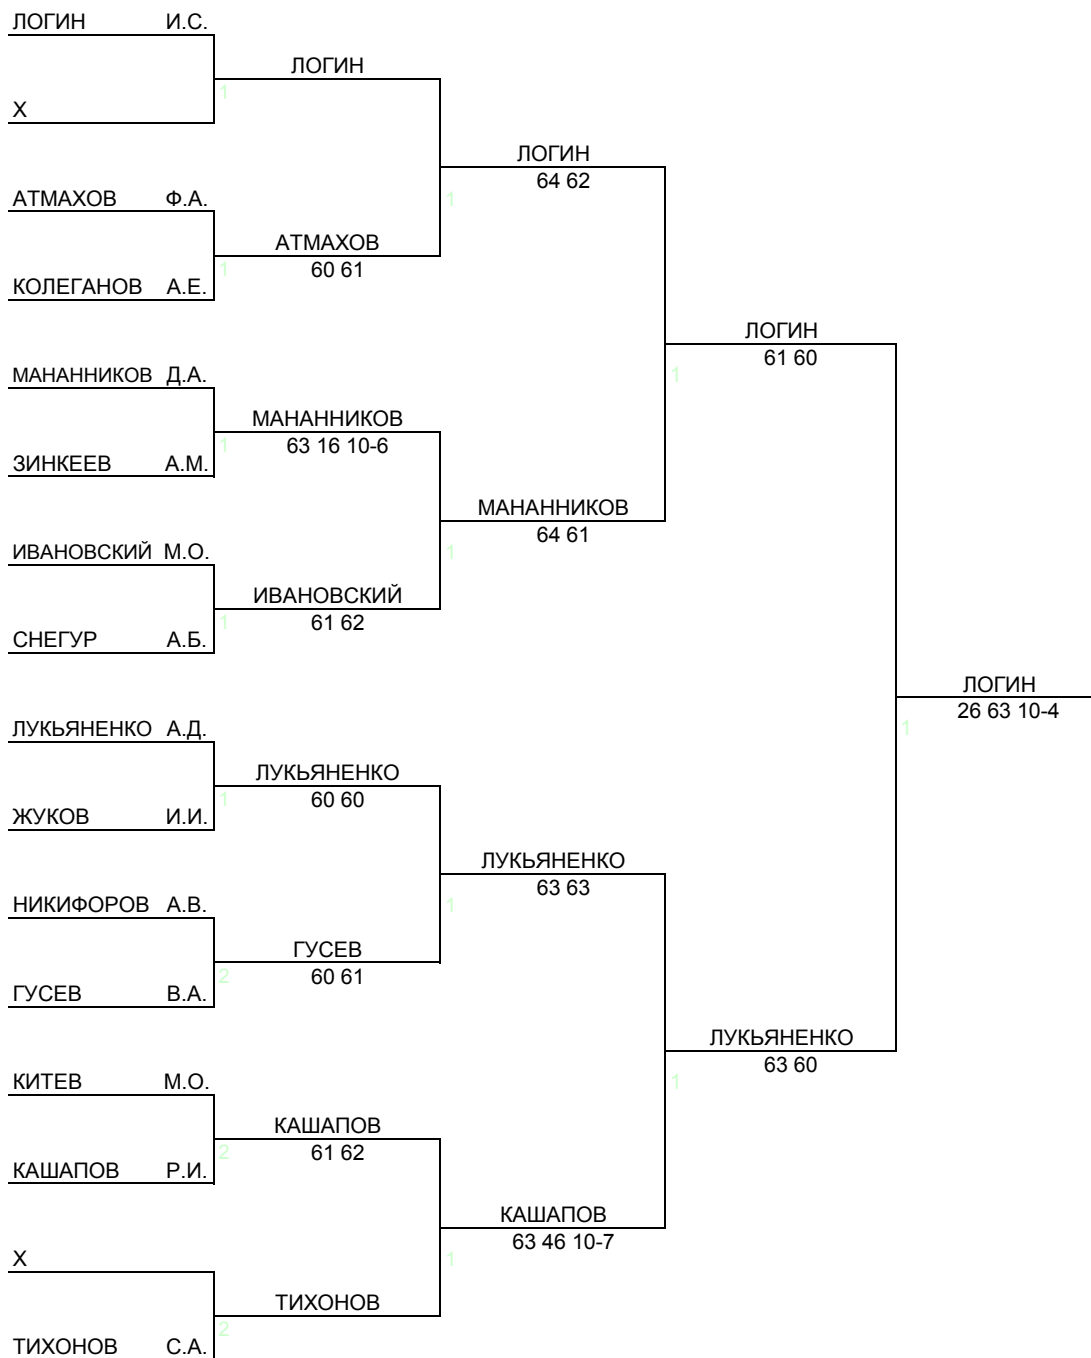 ЛОГИН И.С.
ЛОГИН
1
Х
ЛОГИН
64 62
АТМАХОВ Ф.А.
1
АТМАХОВ
60 61
1
КОЛЕГАНОВ А.Е.
ЛОГИН
61 60
МАНАННИКОВ Д.А.
1
МАНАННИКОВ
63 16 10-6
1
ЗИНКЕЕВ А.М.
МАНАННИКОВ
64 61
ИВАНОВСКИЙ М.О.
1
ИВАНОВСКИЙ
61 62
1
СНЕГУР А.Б.
ЛОГИН
26 63 10-4
ЛУКЬЯНЕНКО А.Д.
1
ЛУКЬЯНЕНКО
60 60
1
ЖУКОВ И.И.
ЛУКЬЯНЕНКО
63 63
НИКИФОРОВ А.В.
1
ГУСЕВ
60 61
2
ГУСЕВ В.А.
ЛУКЬЯНЕНКО
63 60
КИТЕВ М.О.
1
КАШАПОВ
61 62
2
КАШАПОВ Р.И.
КАШАПОВ
63 46 10-7
Х
1
ТИХОНОВ
2
ТИХОНОВ С.А.